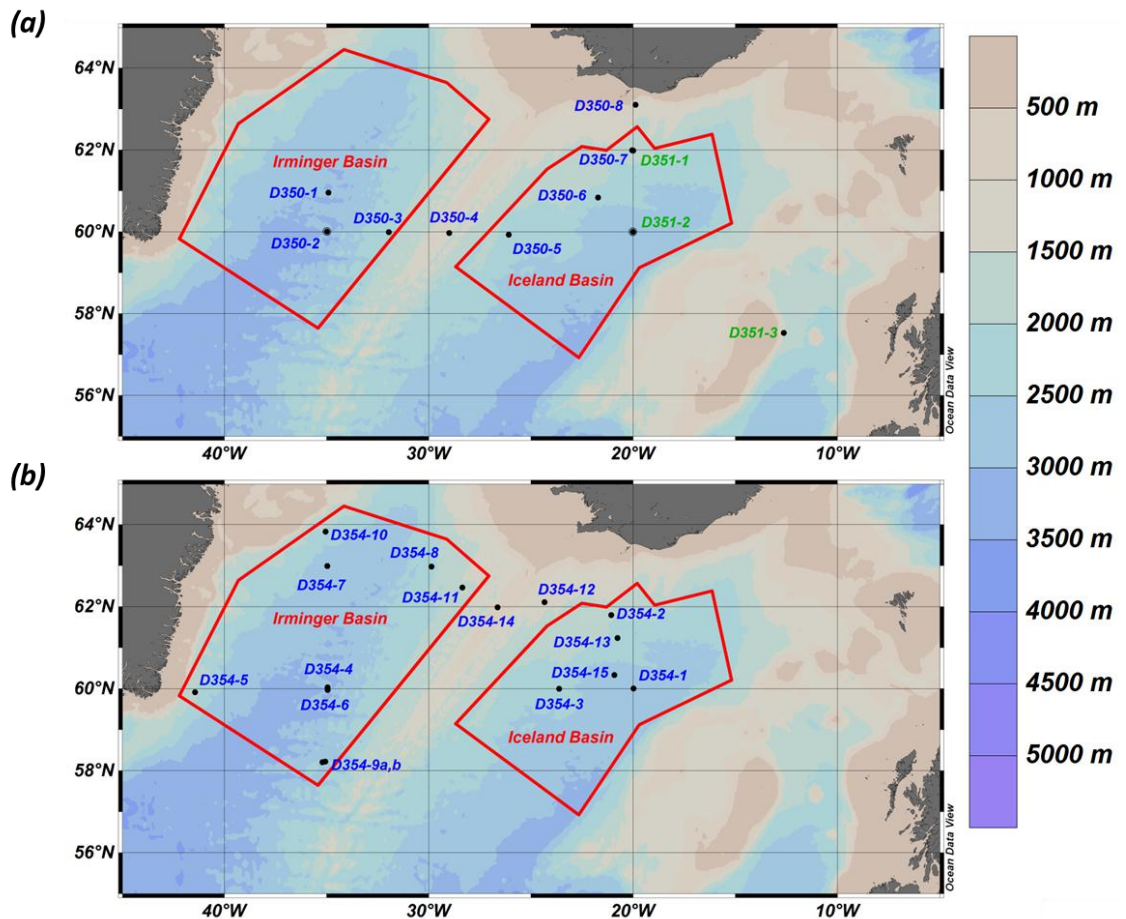 (a)
64°N
62°N
60°N
58°N
56°N
40°W 30°W 20°W 10°W
Irminger Basin
D350-1
D350-2
D350-3
D350-4
D350-5
D350-6
D350-7
D350-8
D351-1
D351-2
D351-3
Iceland Basin
Ocean Data View
(b)
64°N
62°N
60°N
58°N
56°N
40°W 30°W 20°W 10°W
D354-10
D354-8
D354-7
D354-11
D354-12
D354-14
D354-2
Irminger Basin
D354-13
D354-4
D354-5
D354-6
D354-15
D354-1
D354-3
Iceland Basin
D354-9a,b
Ocean Data View
500 m
1000 m
1500 m
2000 m
2500 m
3000 m
3500 m
4000 m
4500 m
5000 m